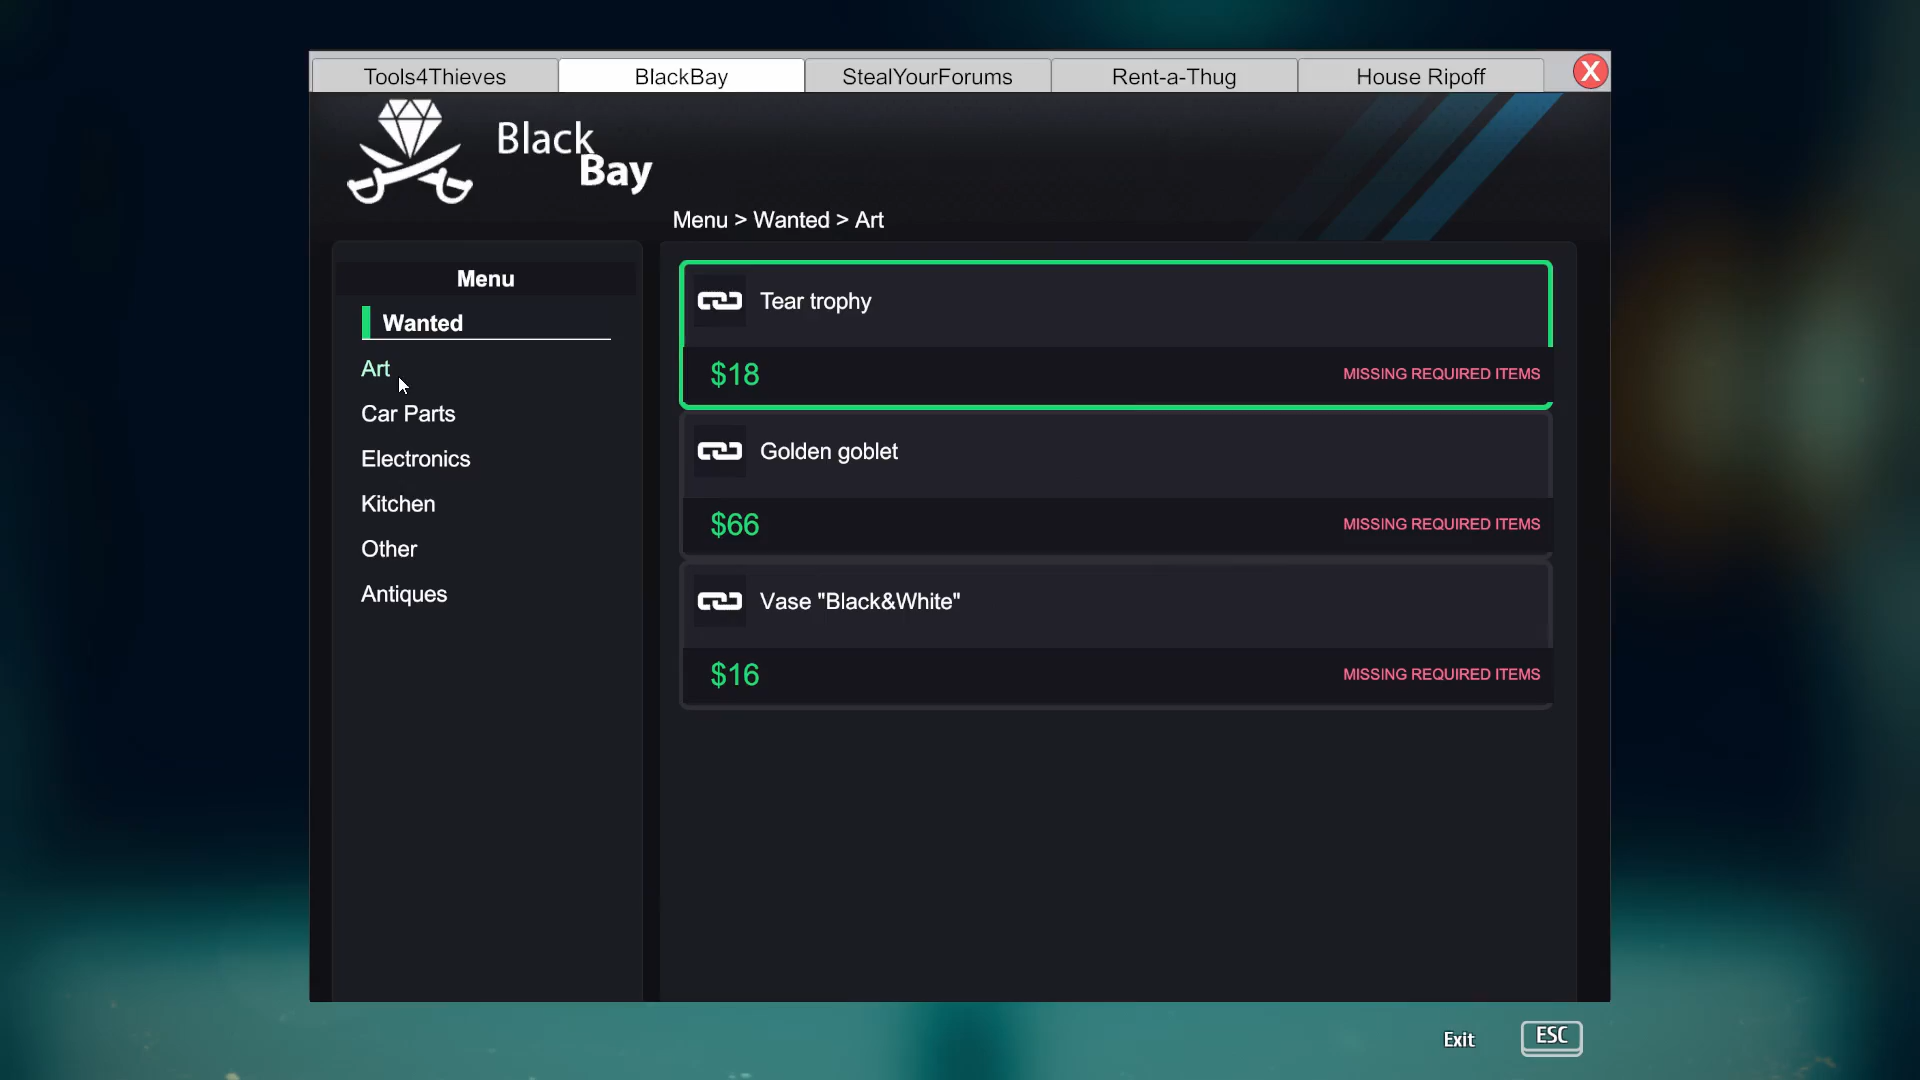 Tools4Thieves
BlackBay
StealYourForums
Rent-a-Thug
House Ripoff
X
Black
Bay
Menu > Wanted > Art
Menu
Wanted
Art
Car Parts
Electronics
Kitchen
Other
Antiques
Tear trophy
$18
MISSING REQUIRED ITEMS
Golden goblet
$66
MISSING REQUIRED ITEMS
Vase "Black&White"
$16
MISSING REQUIRED ITEMS
Exit
ESC